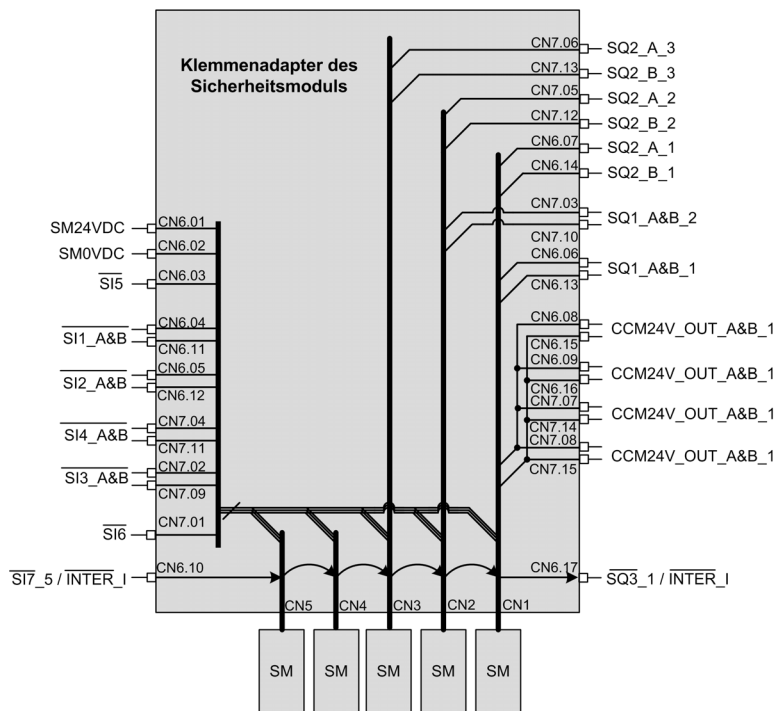 Klemmenadapter des
Sicherheitsmoduls
CN7.06
SQ2_A_3
CN7.13
SQ2_B_3
CN7.05
SQ2_A_2
CN7.12
SQ2_B_2
CN6.07
SQ2_A_1
CN6.14
SQ2_B_1
CN7.03
SQ1_A&B_2
CN7.10
CN6.06
SQ1_A&B_1
CN6.13
CN6.08
CCM24V_OUT_A&B_1
CN6.15
CN6.09
CCM24V_OUT_A&B_1
CN6.16
CN7.07
CCM24V_OUT_A&B_1
CN7.14
CN7.08
CCM24V_OUT_A&B_1
CN7.15
SM24VDC
CN6.01
SM0VDC
CN6.02
SI5
CN6.03
CN6.04
SI1_A&B
CN6.11
CN6.05
SI2_A&B
CN6.12
CN7.04
SI4_A&B
CN7.11
CN7.02
SI3_A&B
CN7.09
CN7.01
SI6
SI7_5 / INTER_I
CN6.10
CN6.17
SQ3_1 / INTER_I
CN5
CN4
CN3
CN2
CN1
SM
SM
SM
SM
SM